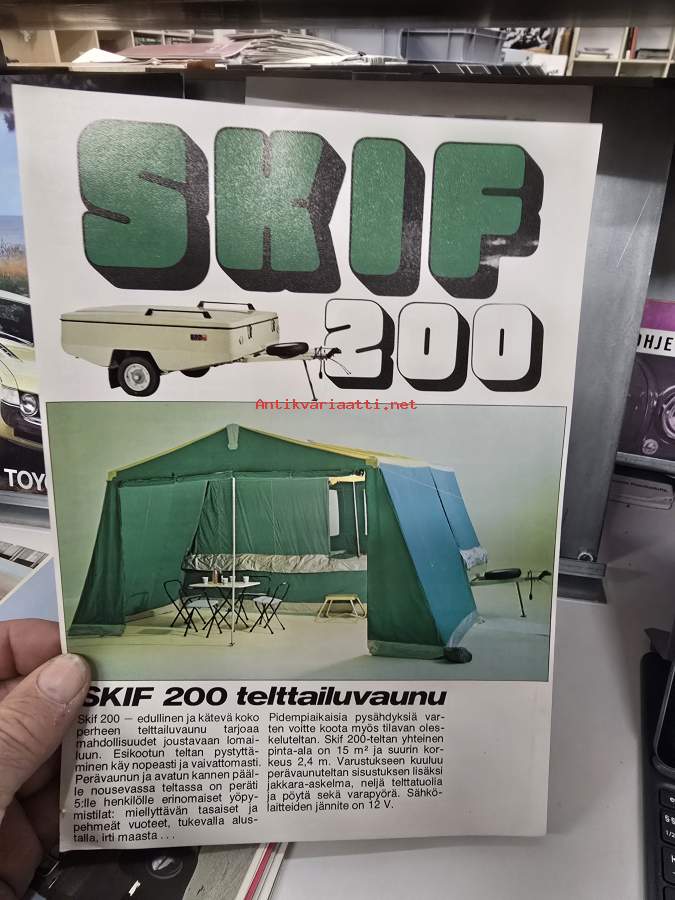 SKIF
200
Antikvariaatti.net
OHJE
TOYO
SKIF 200 telttailuvaunu
Skif 200 — edullinen ja kätevä koko
perheen telttailuvaunu tarjoaa
mahdollisuudet joustavaan lomai-
luun. Esikootun teltan pystyttä-
minen käy nopeasti ja vaivattomasti.
Perävaunun ja avatun kannen pääl-
le nousevassa teltassa on peräti
5:lle henkilölle erinomaiset yöpy-
mistilat: miellyttävän tasaiset ja
pehmeät vuoteet, tukevalla alus-
talla, irti maasta . . .
Pidempiaikaisia pysähdyksiä var-
ten voitte koota myös tilavan oles-
keluteltan. Skif 200-teltan yhteinen
pinta-ala on 15 m² ja suurin kor-
keus 2,4 m. Varustukseen kuuluu
perävaunuteltan sisustuksen lisäksi
jakkara-askelma, neljä telttatuolia
ja pöytä sekä varapyörä. Sähkö-
laitteiden jännite on 12 V.